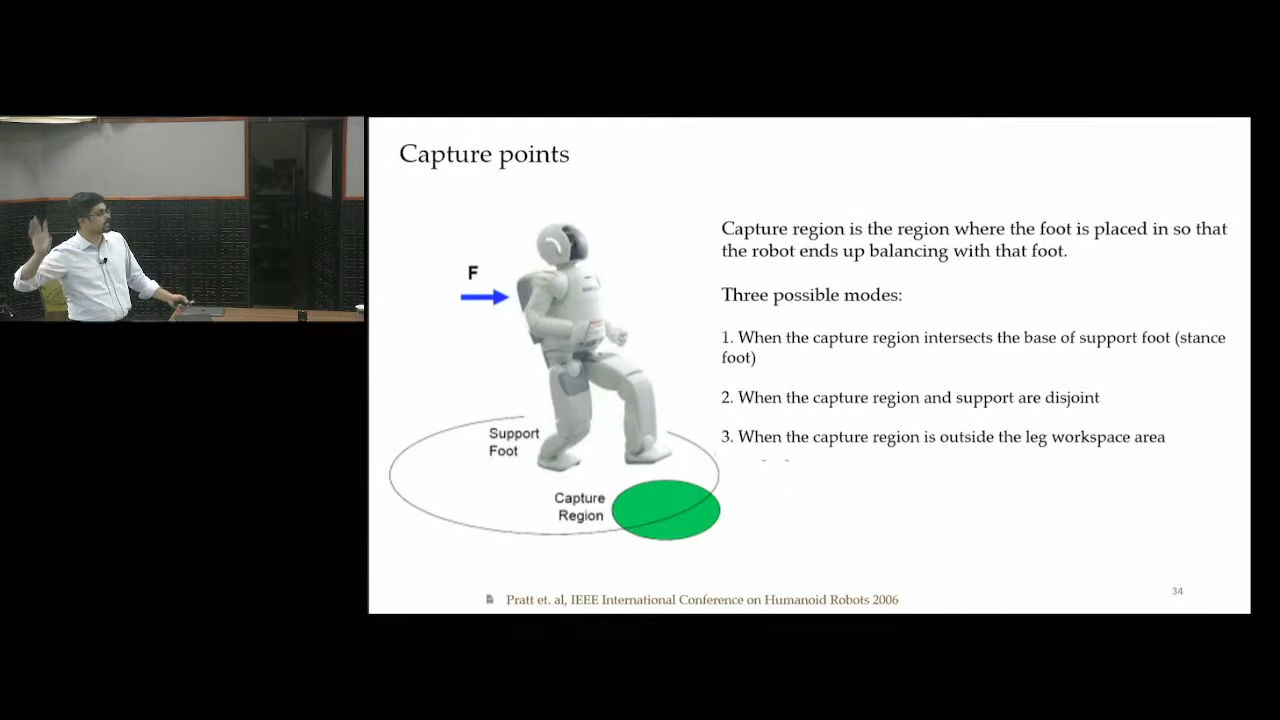 Capture points
F
Support
Foot
Capture
Region
Capture region is the region where the foot is placed in so that
the robot ends up balancing with that foot.
Three possible modes:
1. When the capture region intersects the base of support foot (stance
foot)
2. When the capture region and support are disjoint
3. When the capture region is outside the leg workspace area
Pratt et. al, IEEE International Conference on Humanoid Robots 2006
34